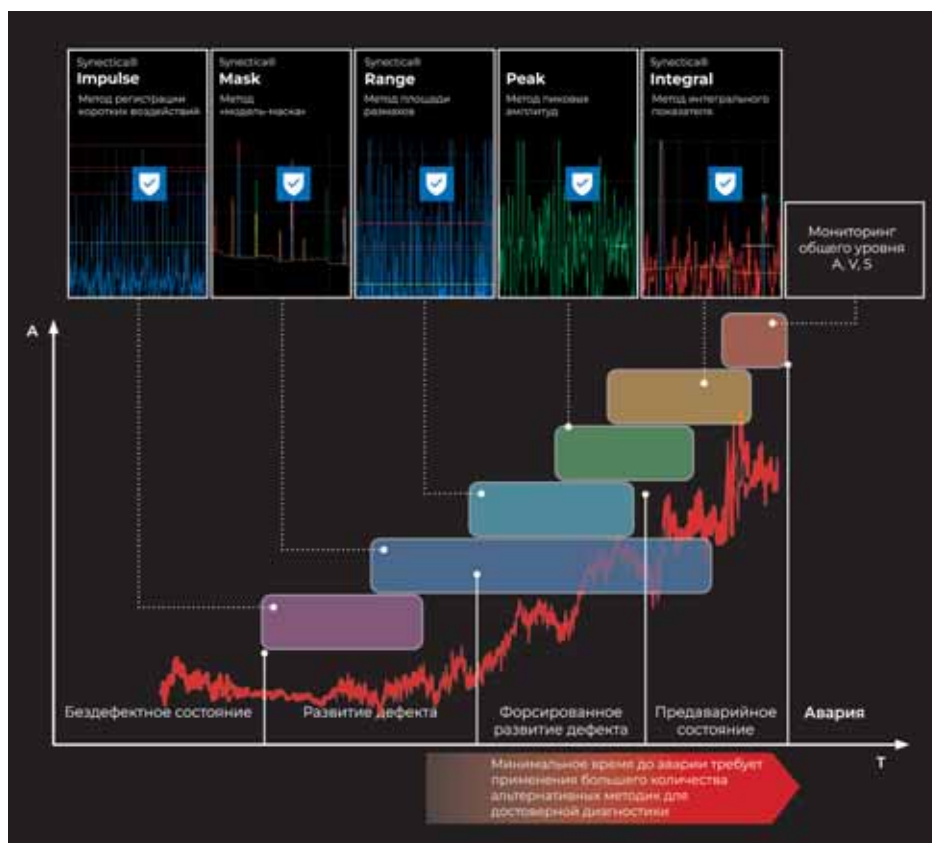 Synectica®
Impulse
Метод регистрации
коротких воздействий
Synectica®
Mask
Метод
«модель-маска»
Synectica®
Range
Метод площади
размахов
Peak
Метод пиковых
амплитуд
Synectica®
Integral
Метод интегрального
показателя
Мониторинг
общего уровня
A, V, S
A
Бездефектное состояние
Развитие дефекта
Форсированное
развитие дефекта
Предаварийное
состояние
Авария
T
Минимальное время до аварии требует
применения большего количества
альтернативных методик для
достоверной диагностики